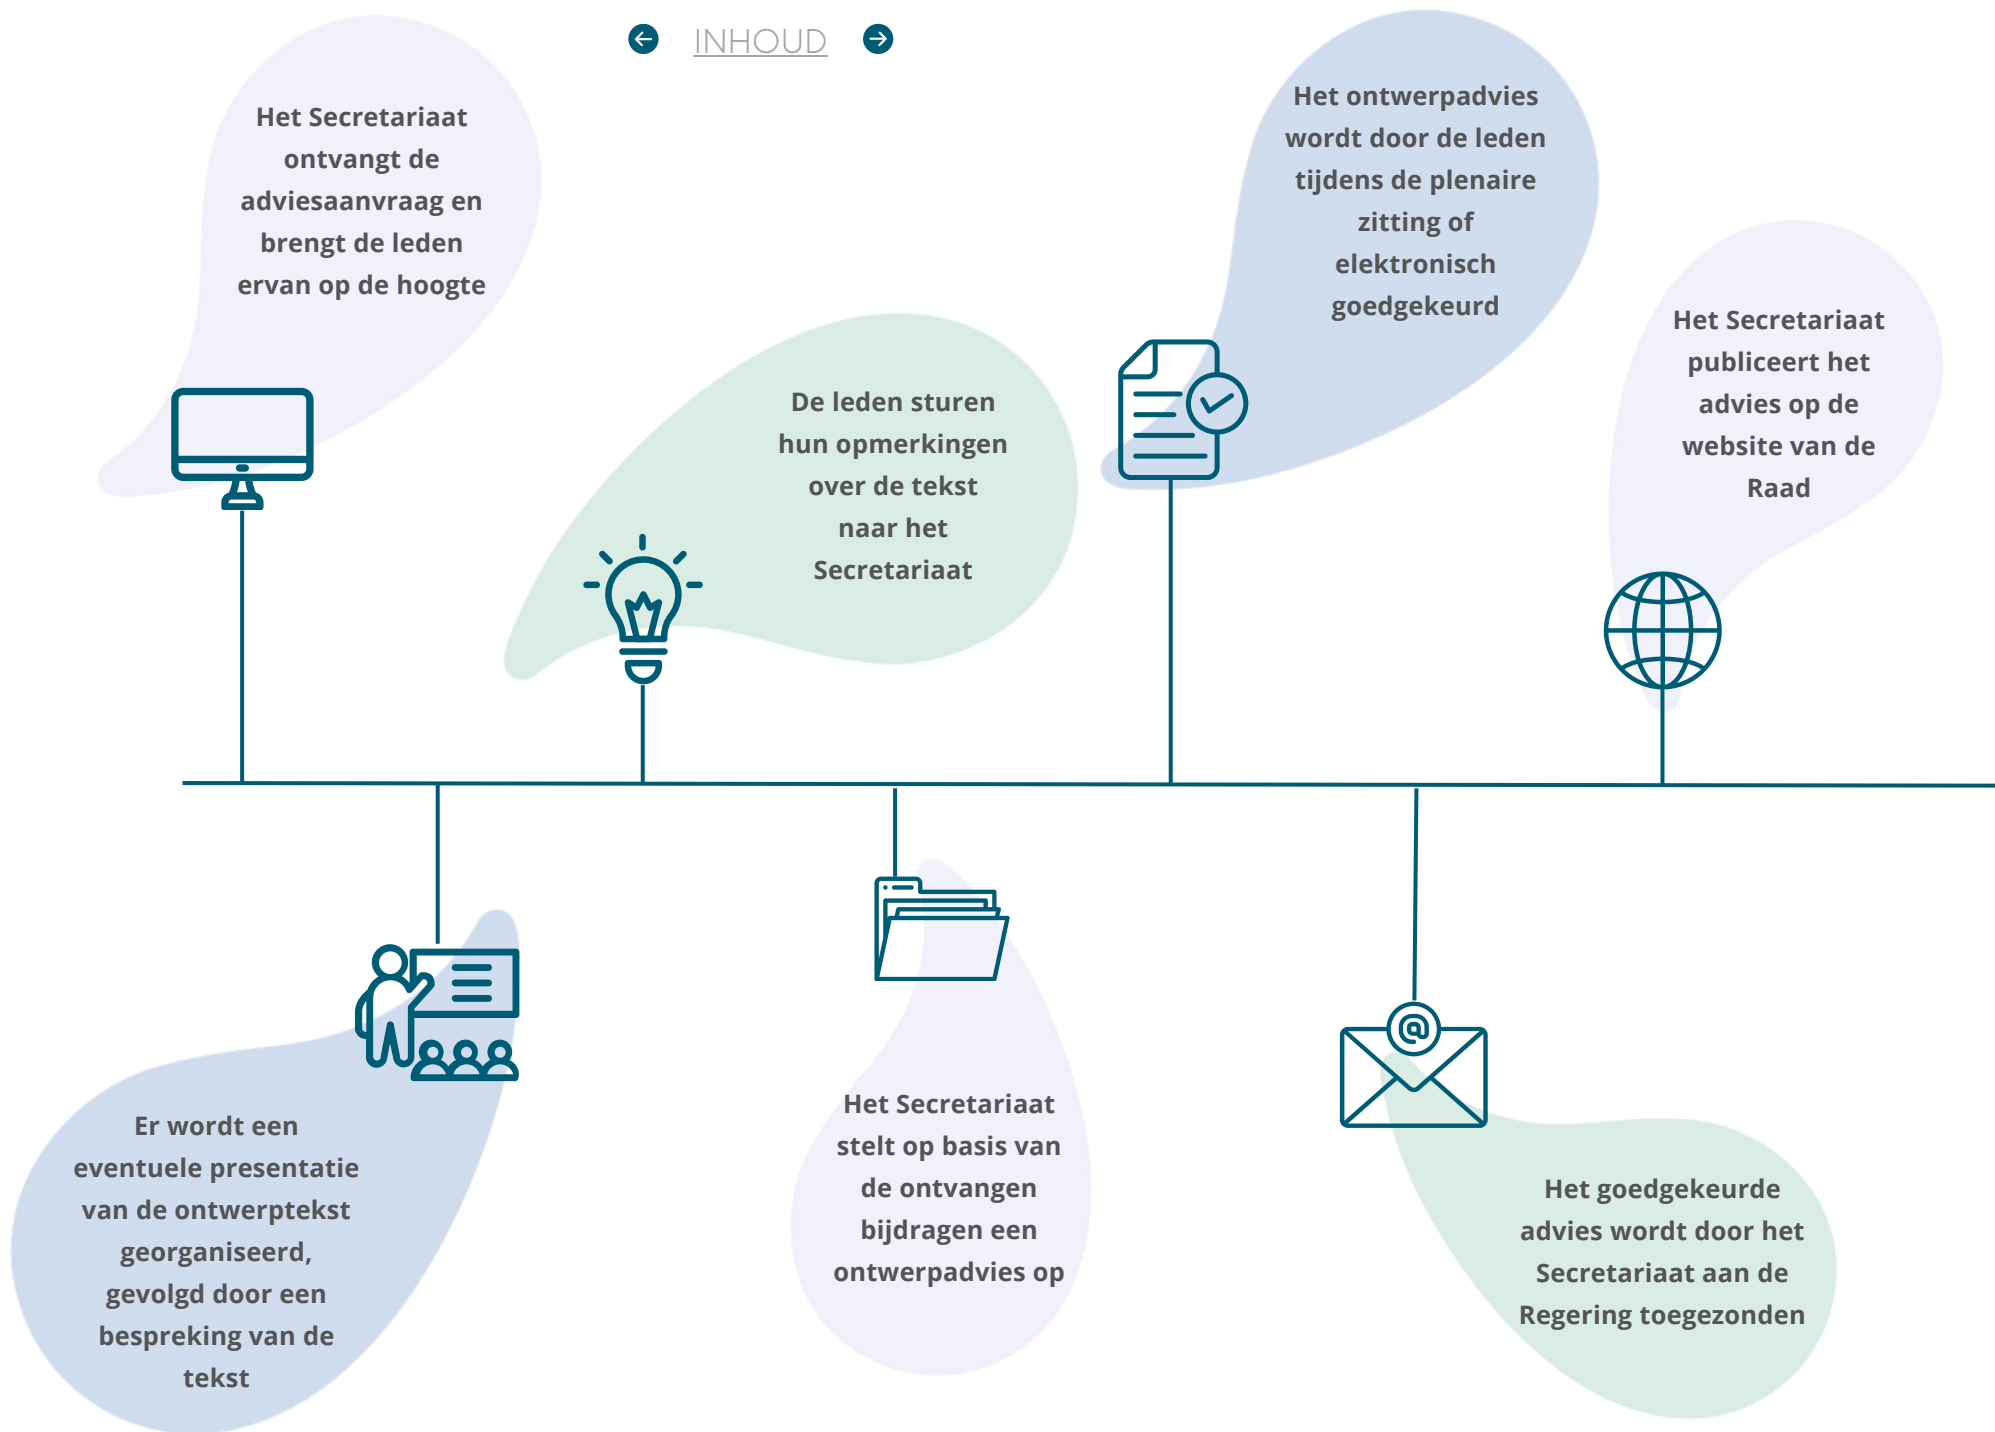 INHOUD
Het Secretariaat
ontvangt de
adviesaanvraag en
brengt de leden
ervan op de hoogte
Er wordt een
eventuele presentatie
van de ontwerptekst
georganiseerd,
gevolgd door een
bespreking van de
tekst
De leden sturen
hun opmerkingen
over de tekst
naar het
Secretariaat
Het Secretariaat
stelt op basis van
de ontvangen
bijdragen een
ontwerpadvies op
Het ontwerpadvies
wordt door de leden
tijdens de plenaire
zitting of
elektronisch
goedgekeurd
Het goedgekeurde
advies wordt door het
Secretariaat aan de
Regering toegezonden
Het Secretariaat
publiceert het
advies op de
website van de
Raad